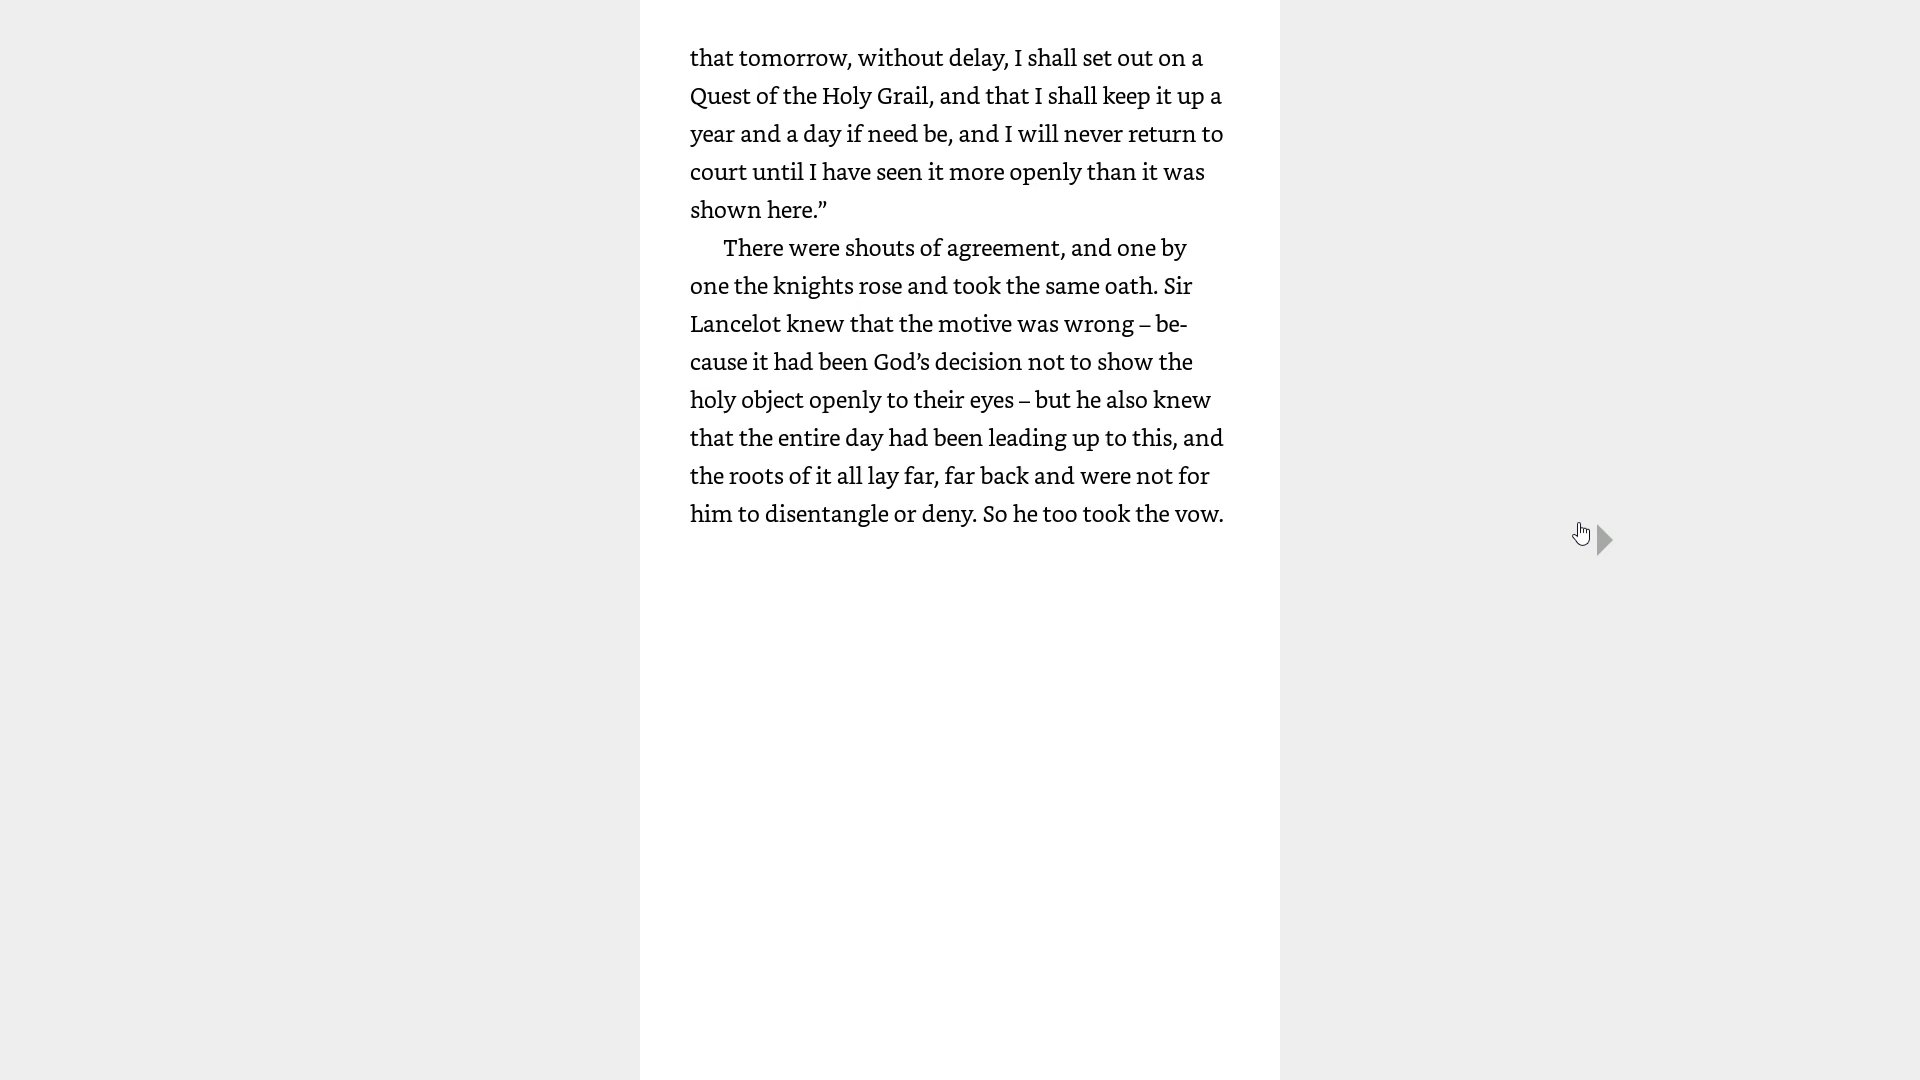 that tomorrow, without delay, I shall set out on a
Quest of the Holy Grail, and that I shall keep it up a
year and a day if need be, and I will never return to
court until I have seen it more openly than it was
shown here.”
There were shouts of agreement, and one by
one the knights rose and took the same oath. Sir
Lancelot knew that the motive was wrong – be-
cause it had been God’s decision not to show the
holy object openly to their eyes – but he also knew
that the entire day had been leading up to this, and
the roots of it all lay far, far back and were not for
him to disentangle or deny. So he too took the vow.